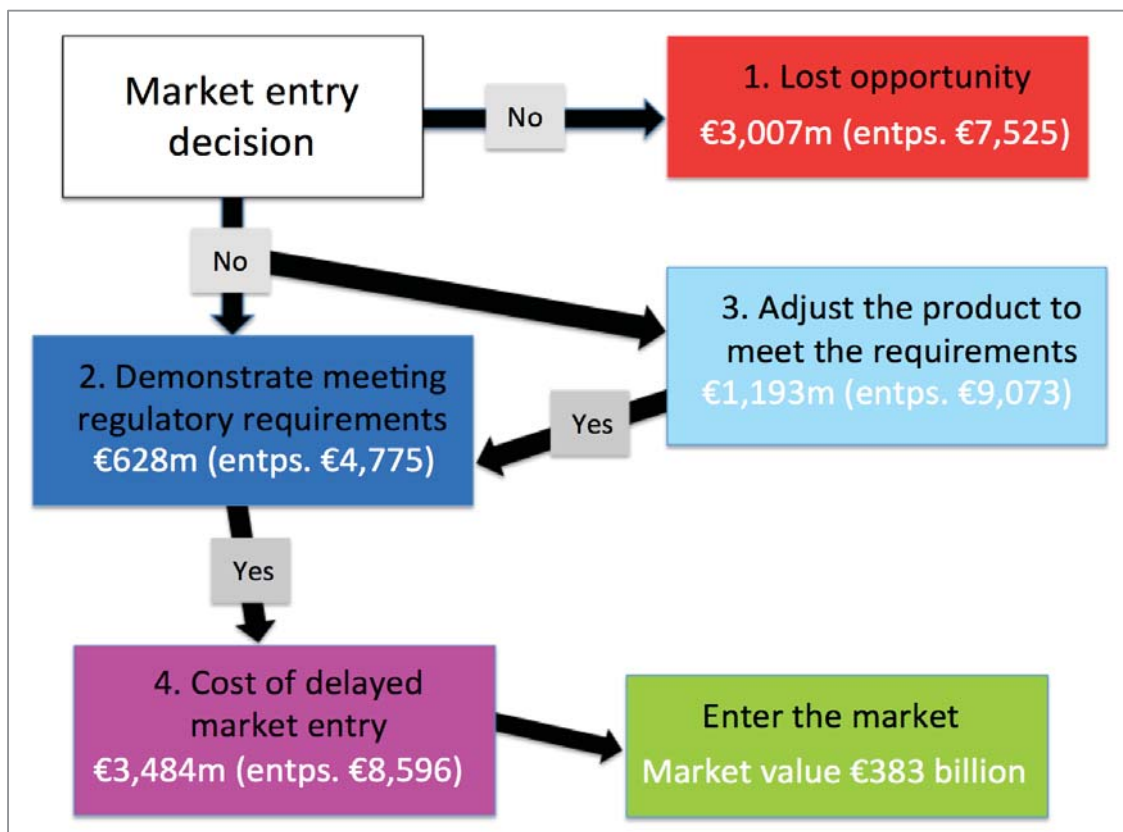 Market entry
decision
No
1. Lost opportunity
€3,007m (entps. €7,525)
No
3. Adjust the product to
meet the requirements
€1,193m (entps. €9,073)
2. Demonstrate meeting
regulatory requirements
€628m (entps. €4,775)
Yes
Yes
4. Cost of delayed
market entry
€3,484m (entps. €8,596)
Enter the market
Market value €383 billion